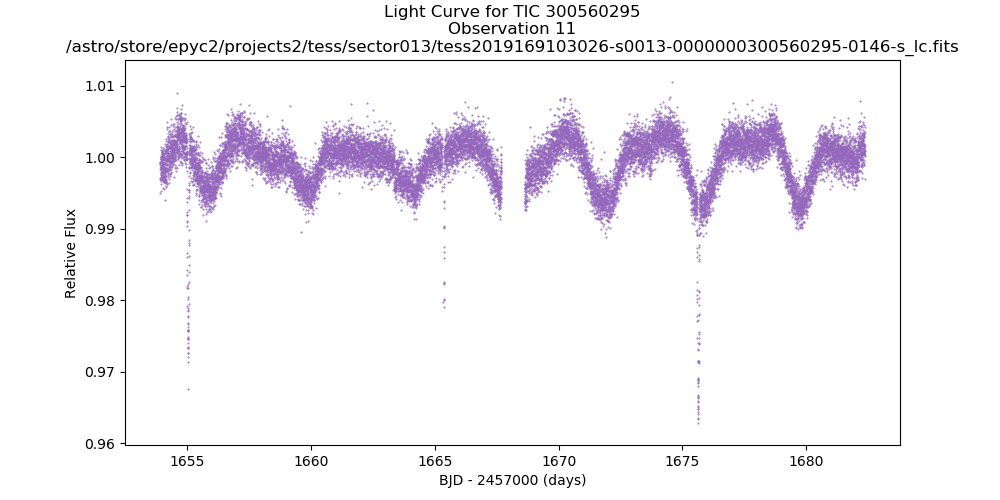 Light Curve for TIC 300560295
Observation 11
/astro/store/epyc2/projects2/tess/sector013/tess2019169103026-s0013-0000000300560295-0146-s_lc.fits
1.01
1.00
0.99
0.98
0.97
0.96
Relative Flux
1655 1660 1665 1670 1675 1680
BJD - 2457000 (days)